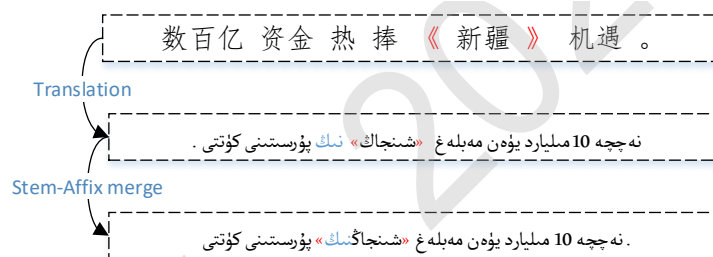 数百亿 资金 热 捧 《 新疆 》 机遇 。
Translation
نەچچە 10 مىليارد يۈەن مەبلەغ «شىنجاڭ» نىڭ پۇرستىنى كۈتتى .
Stem-Affix merge
نەچچە 10 مىليارد يۈەن مەبلەغ «شىنجاڭنىڭ» پۇرستىنى كۈتتى .